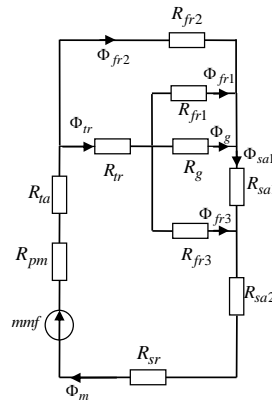 R_fr2
Φ_fr2
Φ_fr1
R_fr1
Φ_tr
Φ_g
R_tr
R_g
Φ_sa1
R_sa1
R_ta
Φ_fr3
R_fr3
R_pm
R_sa2
mmf
R_sr
Φ_m